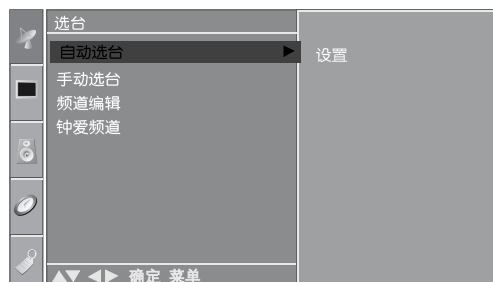 选台
自动选台 ▶ 设置
手动选台
频道编辑
钟爱频道
▲▼ ◀▶ 确定 菜单